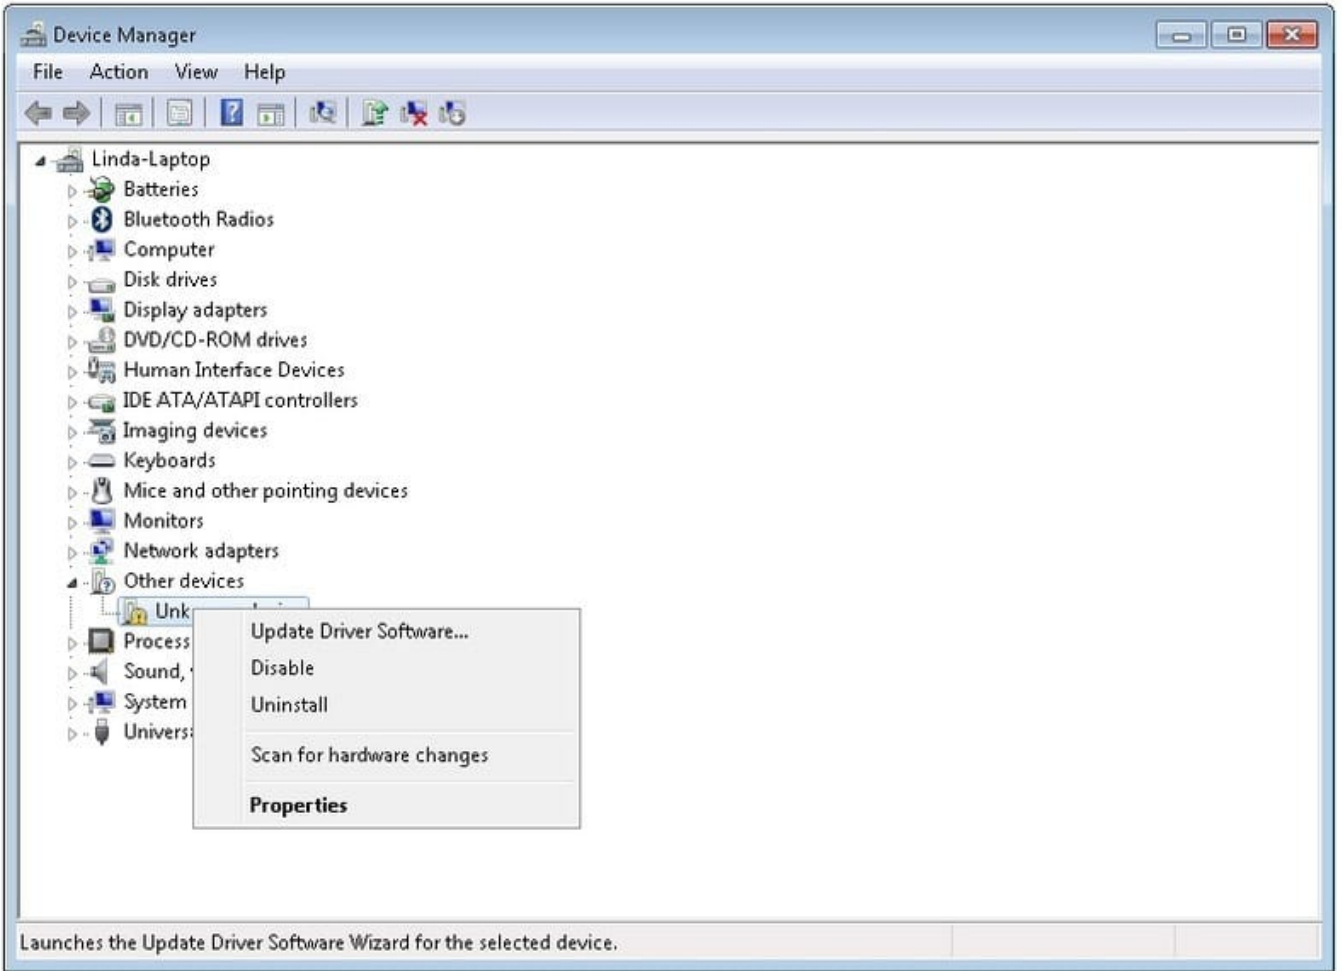 Device Manager
File Action View Help
Linda-Laptop
Batteries
Bluetooth Radios
Computer
Disk drives
Display adapters
DVD/CD-ROM drives
Human Interface Devices
IDE ATA/ATAPI controllers
Imaging devices
Keyboards
Mice and other pointing devices
Monitors
Network adapters
Other devices
Unk
Update Driver Software...
Process
Disable
Sound,
System
Uninstall
Univers
Scan for hardware changes
Properties
Launches the Update Driver Software Wizard for the selected device.